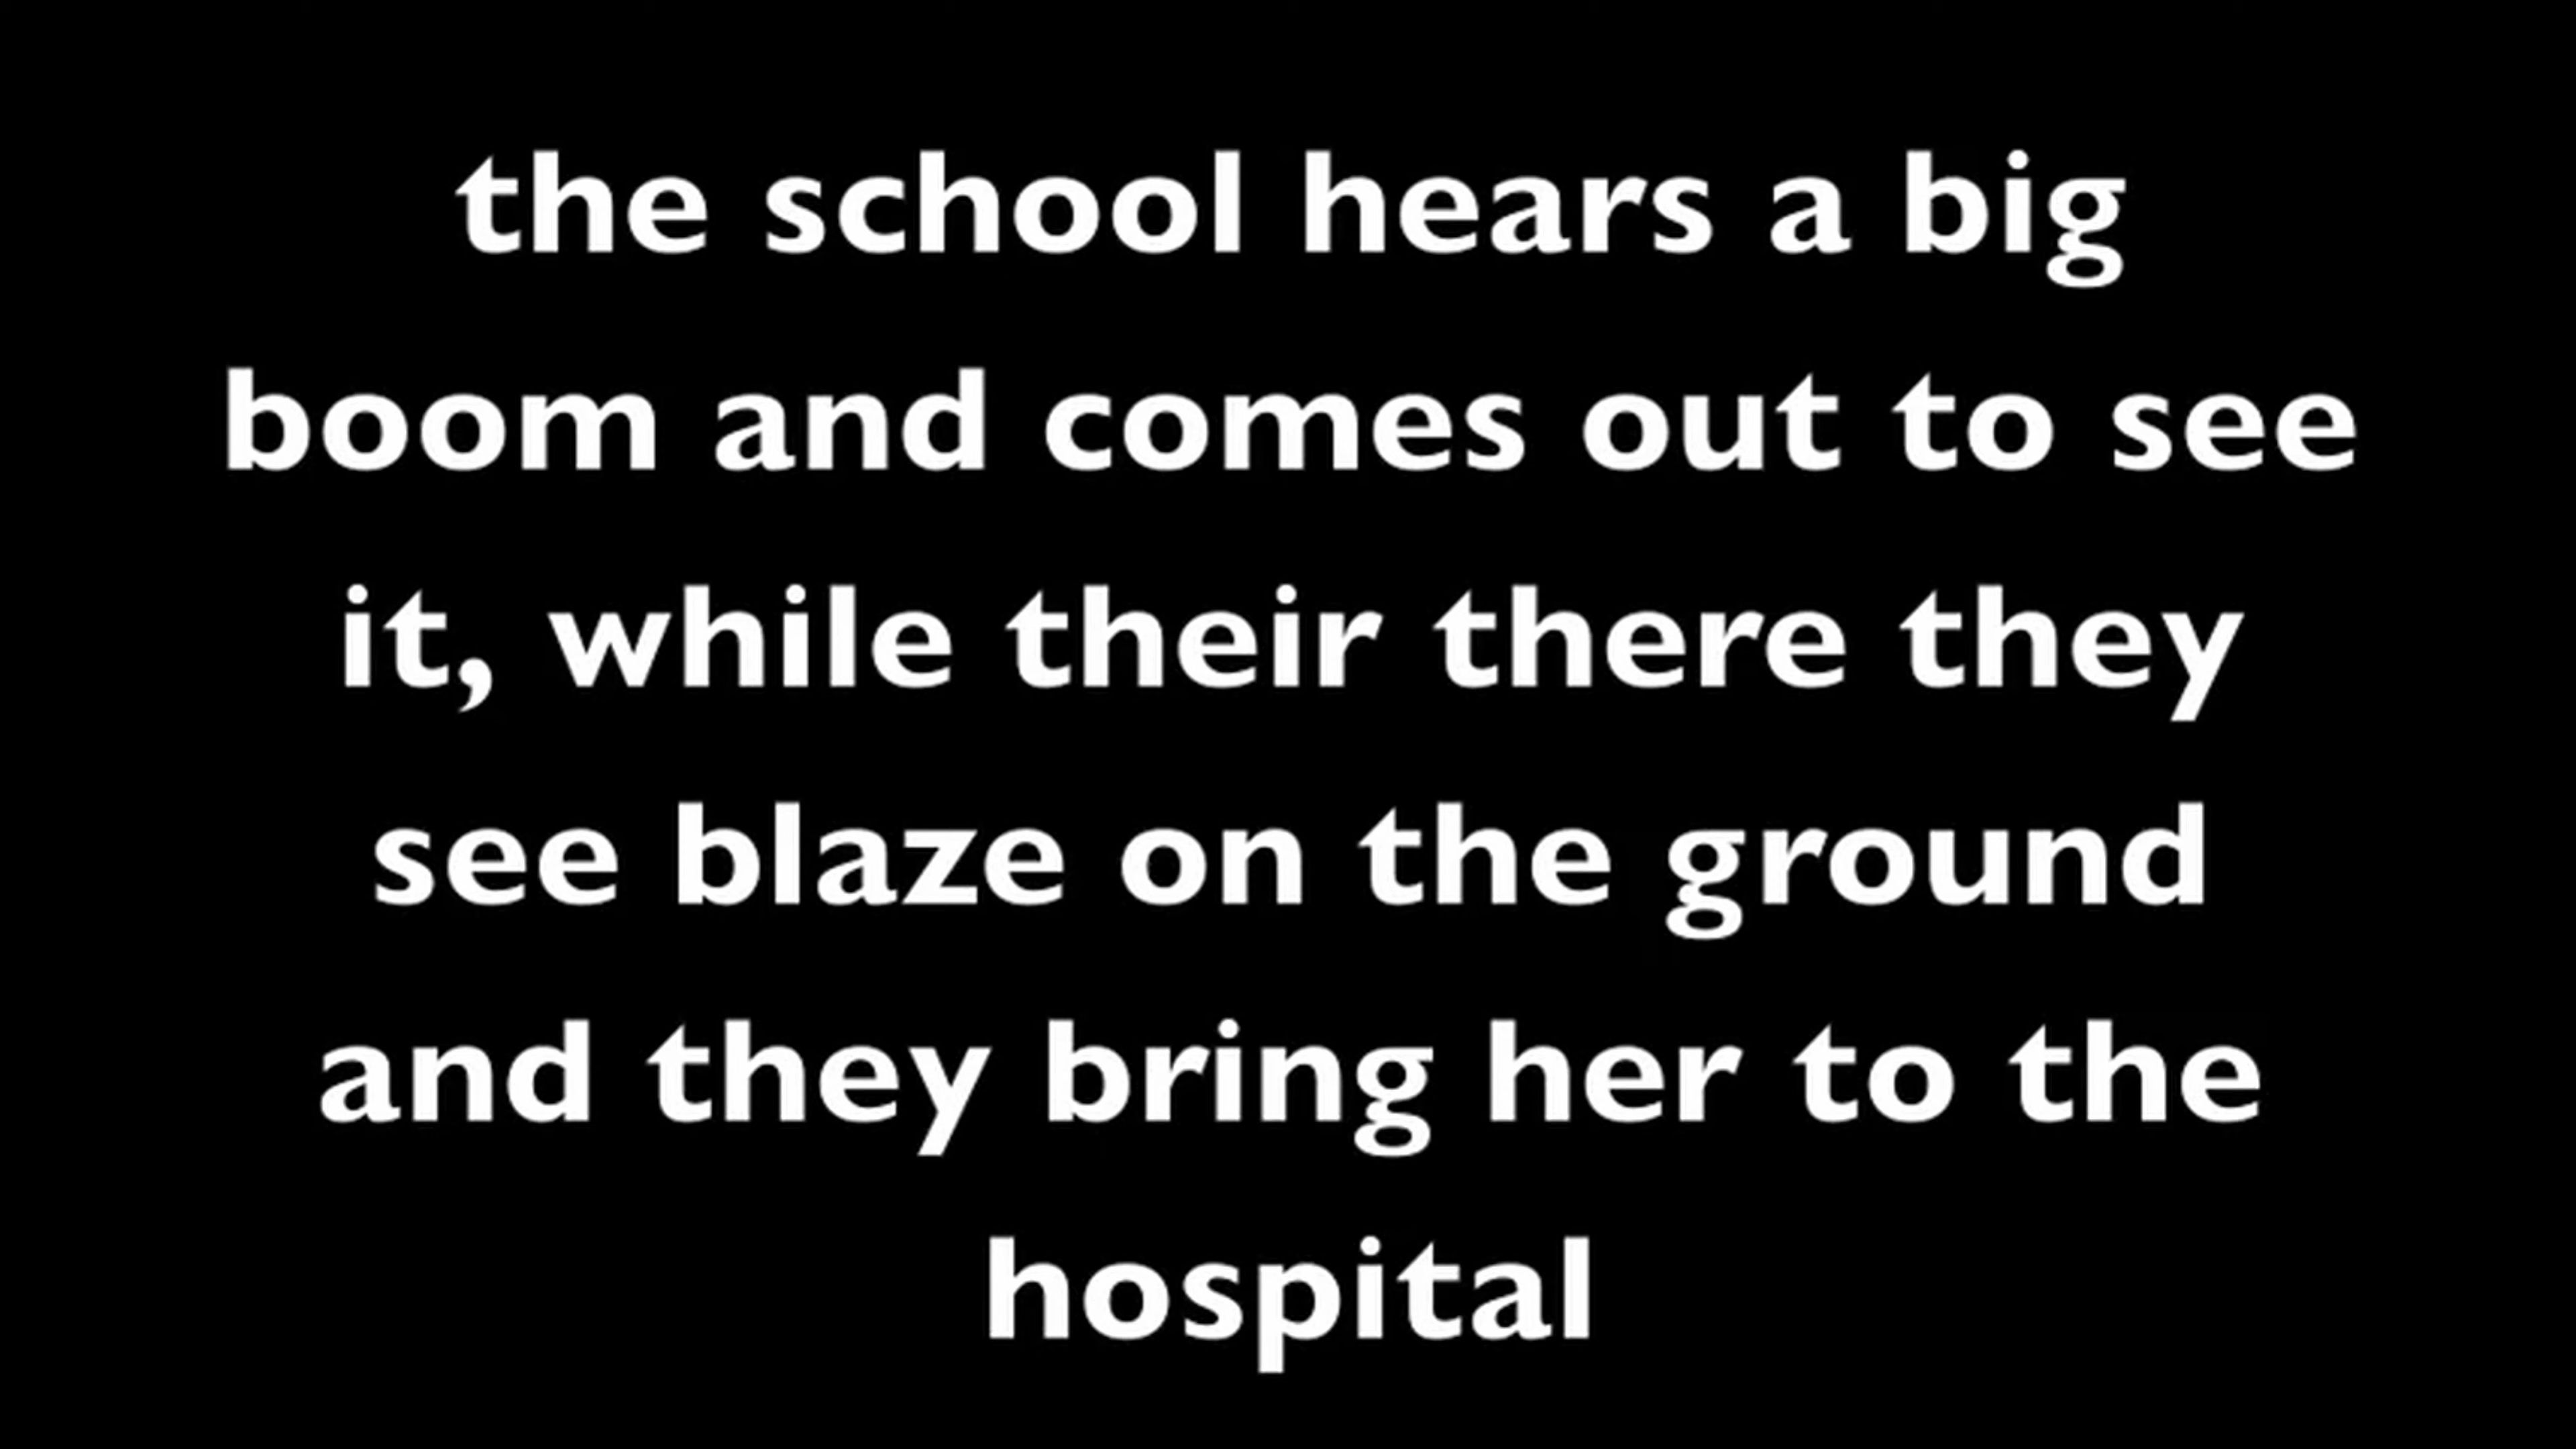 the school hears a big
boom and comes out to see
it, while their there they
see blaze on the ground
and they bring her to the
hospital